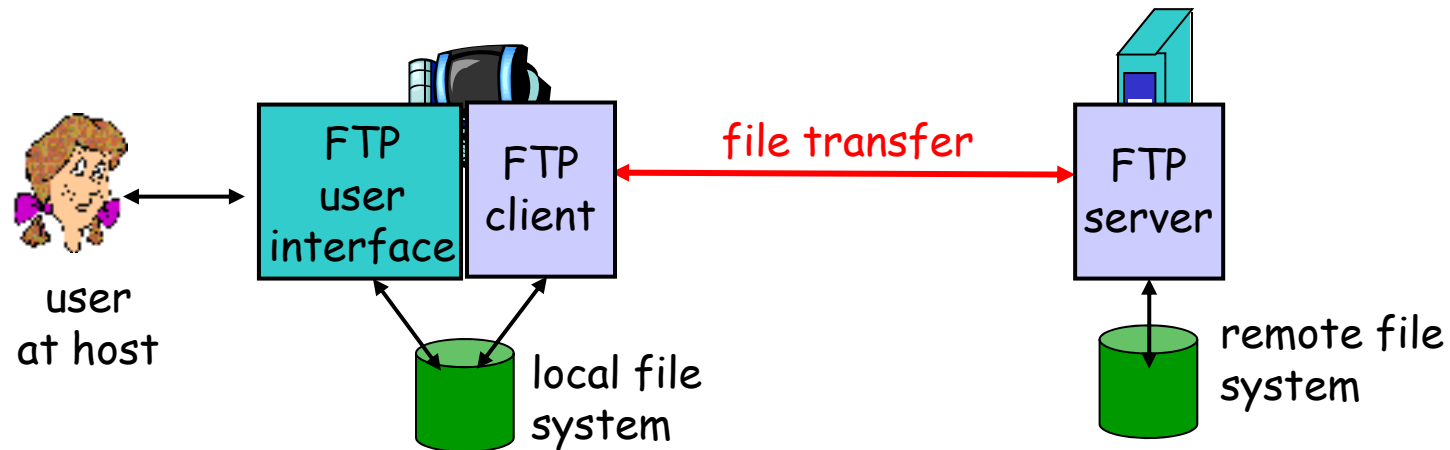 FTP
user
interface
FTP
client
file transfer
FTP
server
user
at host
local file
system
remote file
system